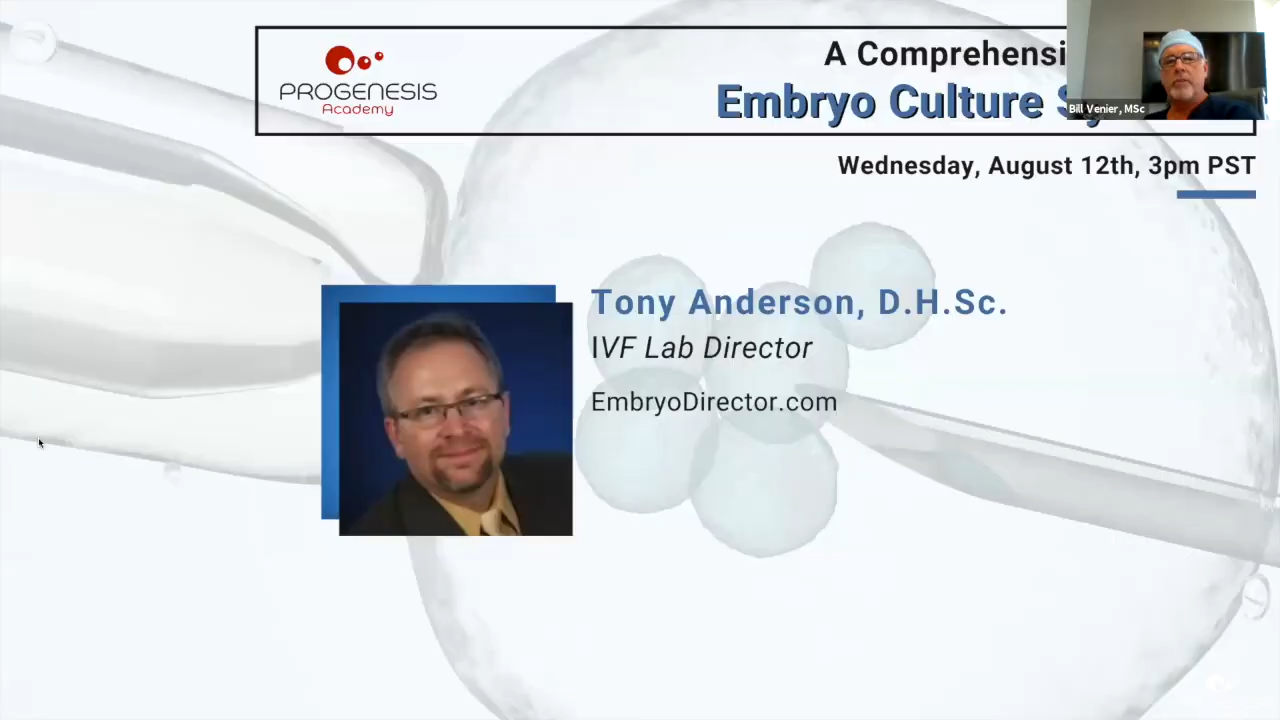 PROGENESIS
Academy
A Comprehensi
Embryo Culture Sy
Bill Venier, MSc
Wednesday, August 12th, 3pm PST
Tony Anderson, D.H.Sc.
IVF Lab Director
EmbryoDirector.com